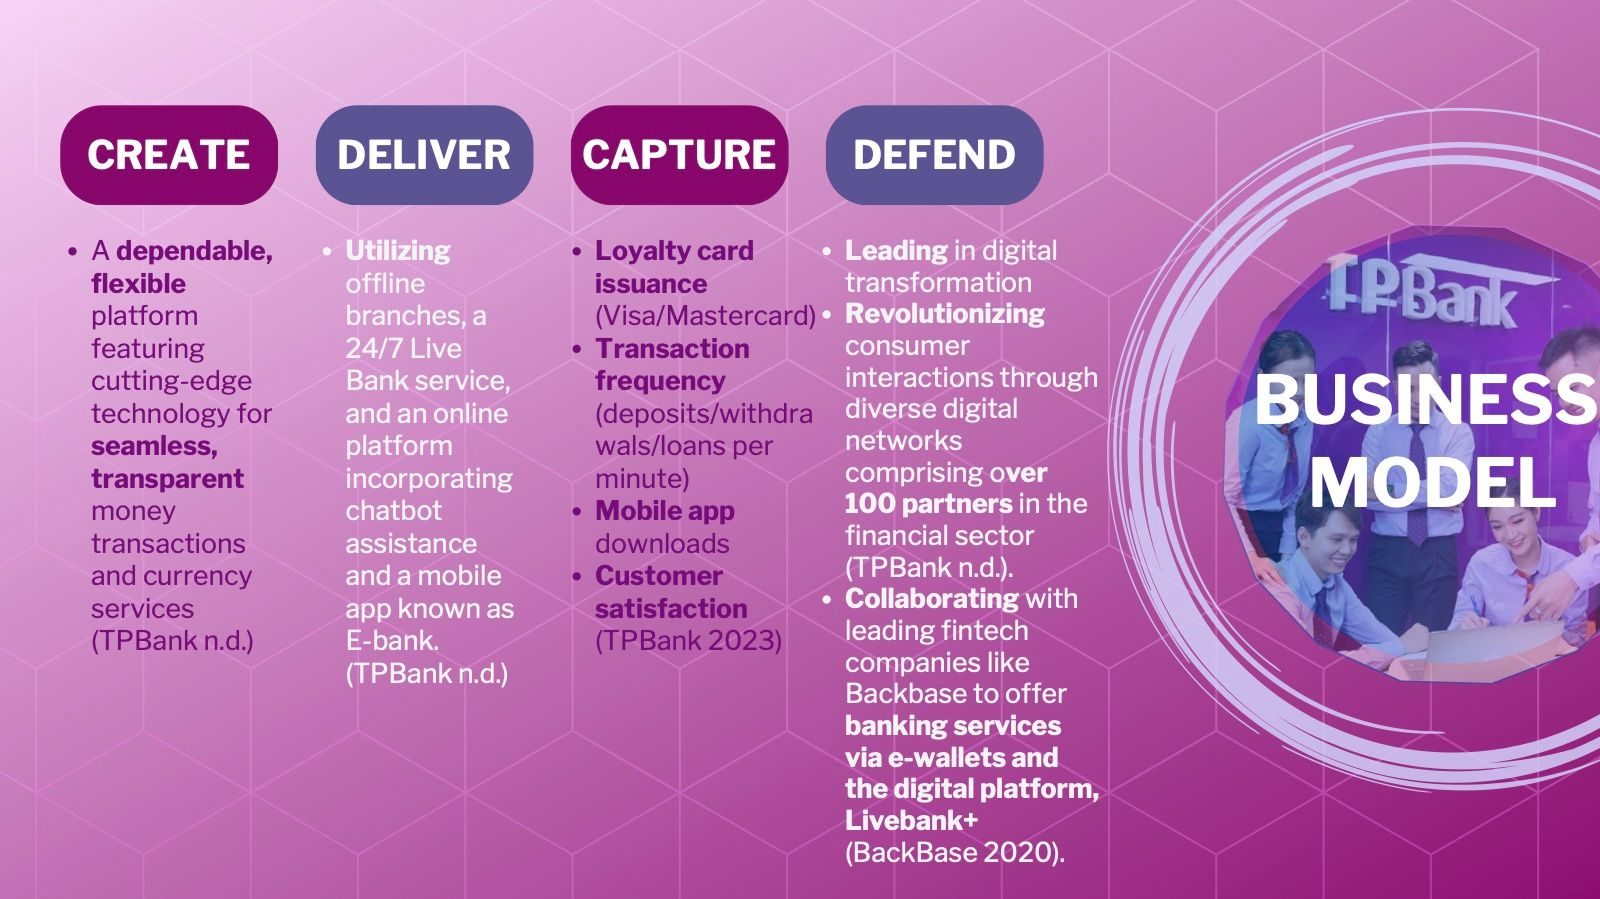 CREATE
A dependable,
flexible
platform
featuring
cutting-edge
technology for
seamless,
transparent
money
transactions
and currency
services
(TPBank n.d.)
DELIVER
Utilizing
offline
branches, a
24/7 Live
Bank service,
and an online
platform
incorporating
chatbot
assistance
and a mobile
app known as
E-bank.
(TPBank n.d.)
CAPTURE
Loyalty card
issuance
(Visa/Mastercard)
Transaction
frequency
(deposits/withdra
wals/loans per
minute)
Mobile app
downloads
Customer
satisfaction
(TPBank 2023)
DEFEND
Leading in digital
transformation
Revolutionizing
consumer
interactions through
diverse digital
networks
comprising over
100 partners in the
financial sector
(TPBank n.d.).
Collaborating with
leading fintech
companies like
Backbase to offer
banking services
via e-wallets and
the digital platform,
Livebank+
(BackBase 2020).
TPBank
BUSINESS
MODEL